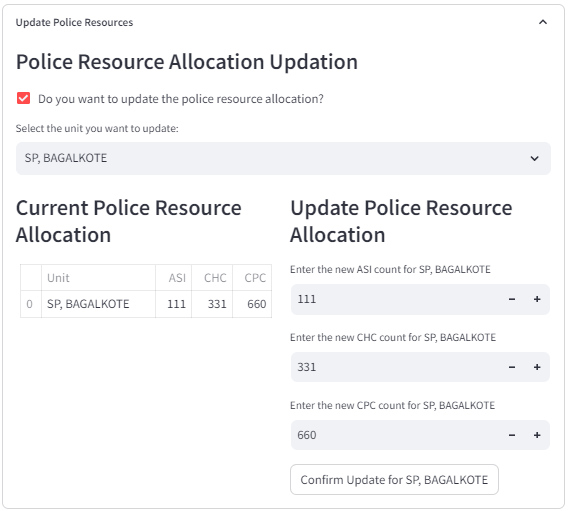 Update Police Resources
Police Resource Allocation Updation
Do you want to update the police resource allocation?
Select the unit you want to update:
SP, BAGALKOTE
Current Police Resource
Allocation
Unit ASI CHC CPC
0 SP, BAGALKOTE 111 331 660
Update Police Resource
Allocation
Enter the new ASI count for SP, BAGALKOTE
111 − +
Enter the new CHC count for SP, BAGALKOTE
331 − +
Enter the new CPC count for SP, BAGALKOTE
660 − +
Confirm Update for SP, BAGALKOTE